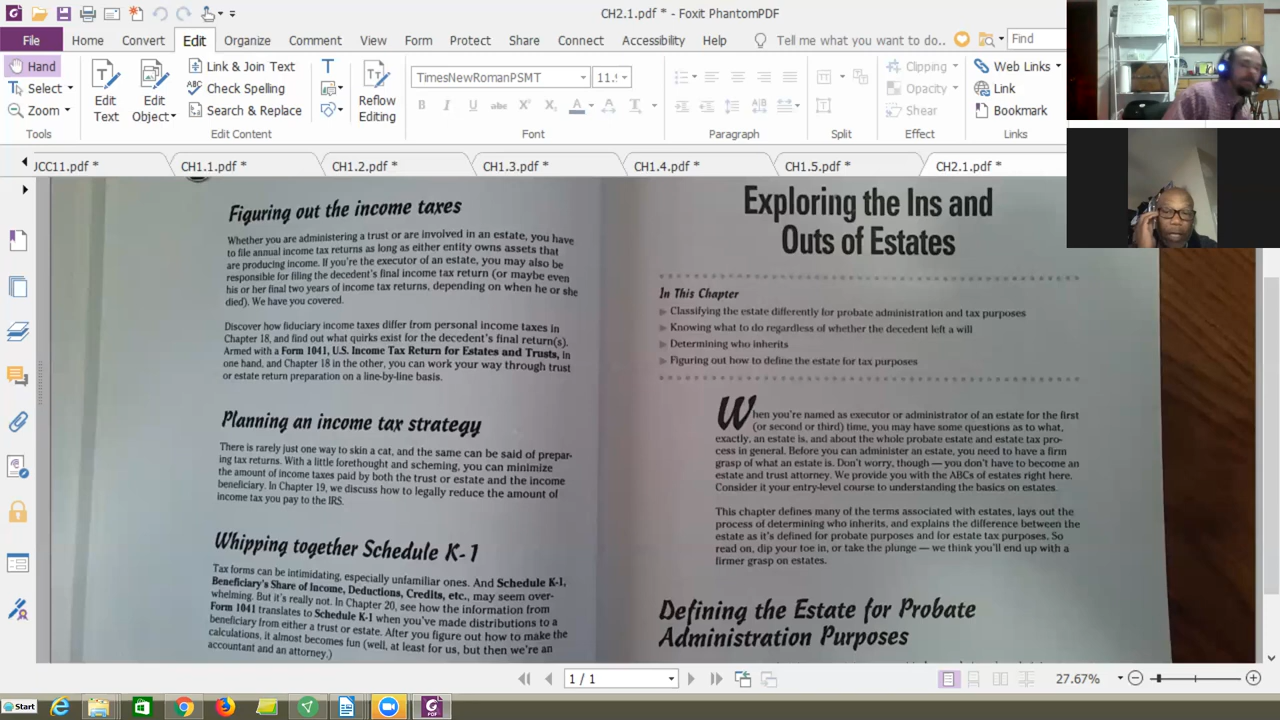 CH2.1.pdf * - Foxit PhantomPDF
File Home Convert Edit Organize Comment View Form Protect Share Connect Accessibility Help Tell me what you want to do.. Find
Hand
Select
Zoom
Tools
Edit Text
Edit Object
Link & Join Text
Check Spelling
Search & Replace
Edit Content
T
Reflow Editing
TimesNewRomanPSMT
11.
B I U abc X² X₂ A T
Font
Paragraph
Split
Clipping
Opacity
Shear
Effect
Web Links
Link
Bookmark
Links
JCC11.pdf * CH1.1.pdf * CH1.2.pdf * CH1.3.pdf * CH1.4.pdf * CH1.5.pdf * CH2.1.pdf *
Figuring out the income taxes
Whether you are administering a trust or are involved in an estate, you have
to file annual income tax returns as long as either entity owns assets that
are producing income. If you're the executor of an estate, you may also be
responsible for filing the decedent's final income tax return (or maybe even
his or her final two years of income tax returns, depending on when he or she
died). We have you covered.
Discover how fiduciary income taxes differ from personal income taxes in
Chapter 18, and find out what quirks exist for the decedent's final return(s).
Armed with a Form 1041, U.S. Income Tax Return for Estates and Trusts, in
one hand, and Chapter 18 in the other, you can work your way through trust
or estate return preparation on a line-by-line basis.
Planning an income tax strategy
There is rarely just one way to skin a cat, and the same can be said of prepar-
ing tax returns. With a little forethought and scheming, you can minimize
the amount of income taxes paid by both the trust or estate and the income
beneficiary. In Chapter 19, we discuss how to legally reduce the amount of
income tax you pay to the IRS.
Whipping together Schedule K-1
Tax forms can be intimidating, especially unfamiliar ones. And Schedule K-1,
Beneficiary's Share of Income, Deductions, Credits, etc., may seem over-
whelming. But it's really not. In Chapter 20, see how the information from
Form 1041 translates to Schedule K-1 when you've made distributions to a
beneficiary from either a trust or estate. After you figure out how to make the
calculations, it almost becomes fun (well, at least for us, but then we're an
accountant and an attorney.)
Exploring the Ins and
Outs of Estates
In This Chapter
Classifying the estate differently for probate administration and tax purposes
Knowing what to do regardless of whether the decedent left a will
Determining who inherits
Figuring out how to define the estate for tax purposes
When you're named as executor or administrator of an estate for the first
(or second or third) time, you may have some questions as to what,
exactly, an estate is, and about the whole probate estate and estate tax pro-
cess in general. Before you can administer an estate, you need to have a firm
grasp of what an estate is. Don't worry, though — you don't have to become an
estate and trust attorney. We provide you with the ABCs of estates right here.
Consider it your entry-level course to understanding the basics on estates.
This chapter defines many of the terms associated with estates, lays out the
process of determining who inherits, and explains the difference between the
estate as it's defined for probate purposes and for estate tax purposes. So
read on, dip your toe in, or take the plunge — we think you'll end up with a
firmer grasp on estates.
Defining the Estate for Probate
Administration Purposes
1 / 1
27.67%
Start